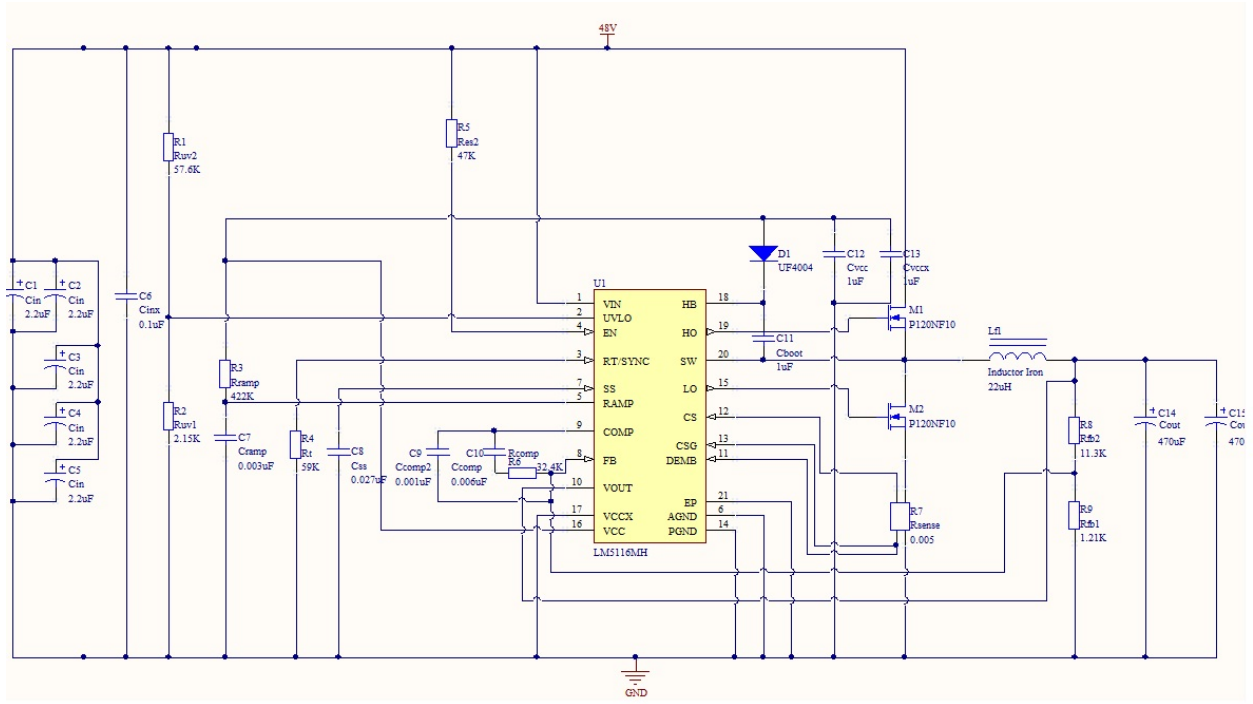 48V
R1
Ruv2
57.6K
R5
Res2
47K
C1
Cin
2.2uF
C2
Cin
2.2uF
C6
Cinx
0.1uF
D1
UF4004
C12
Cvcc
1uF
C13
Cvccx
1uF
U1
1 VIN HB 18
2 UVLO
4 EN HO 19
3 RT/SYNC SW 20
7 SS LO 15
5 RAMP
CS 12
9 COMP
CSG 13
8 FB DEMB 11
10 VOUT
EP 21
17 VCCX AGND 6
16 VCC PGND 14
LM5116MH
M1
P120NF10
C11
Cboot
1uF
Lf1
Inductor Iron
22uH
C3
Cin
2.2uF
R3
Rramp
422K
C4
Cin
2.2uF
R2
Ruv1
2.15K
M2
P120NF10
R8
Rfb2
11.3K
C14
Cout
470uF
C15
470
C7
Cramp
0.003uF
R4
Rt
59K
C8
Css
0.027uF
C9
Ccomp2
0.001uF
C10
Ccomp
0.006uF
Rcomp
R6
32.4K
C5
Cin
2.2uF
R7
Rsense
0.005
R9
Rfb1
1.21K
GND